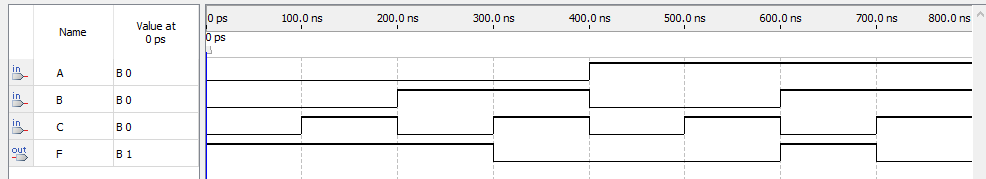 Name
Value at
0 ps
0 ps 100.0 ns 200.0 ns 300.0 ns 400.0 ns 500.0 ns 600.0 ns 700.0 ns 800.0 ns
0 ps
in A B 0
in B B 0
in C B 0
out F B 1